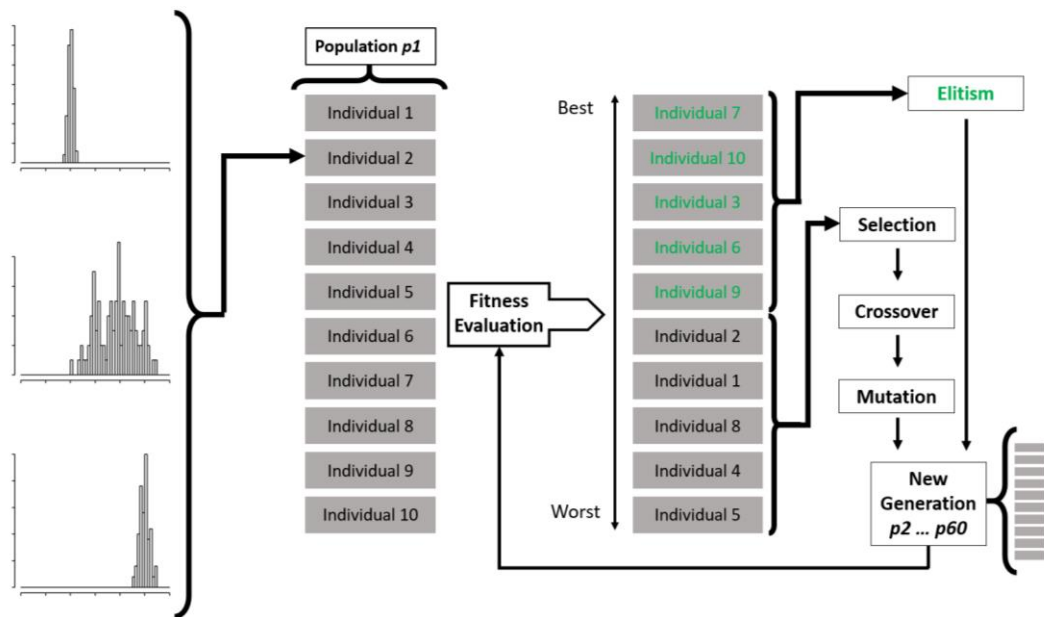 Population p1
Individual 1
Individual 2
Individual 3
Individual 4
Individual 5
Individual 6
Individual 7
Individual 8
Individual 9
Individual 10
Fitness
Evaluation
Best
Worst
Individual 7
Individual 10
Individual 3
Individual 6
Individual 9
Individual 2
Individual 1
Individual 8
Individual 4
Individual 5
Elitism
Selection
Crossover
Mutation
New
Generation
p2 ... p60